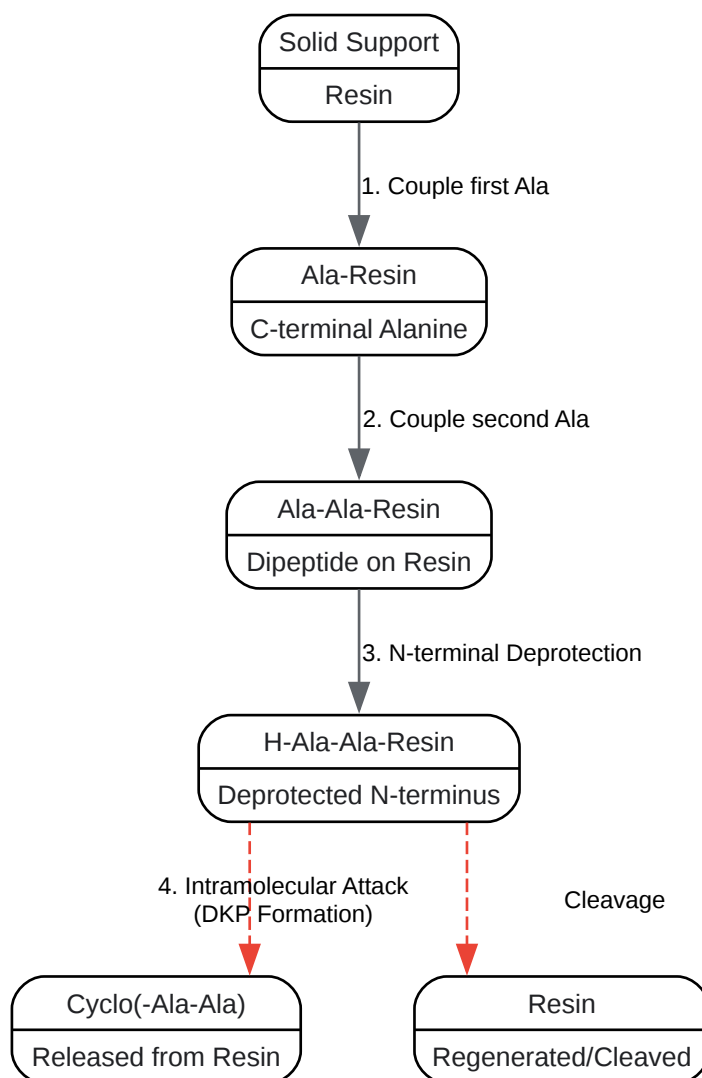 Solid Support
Resin
1. Couple first Ala
Ala-Resin
C-terminal Alanine
2. Couple second Ala
Ala-Ala-Resin
Dipeptide on Resin
3. N-terminal Deprotection
H-Ala-Ala-Resin
Deprotected N-terminus
4. Intramolecular Attack
(DKP Formation)
Cleavage
Cyclo(-Ala-Ala)
Released from Resin
Resin
Regenerated/Cleaved